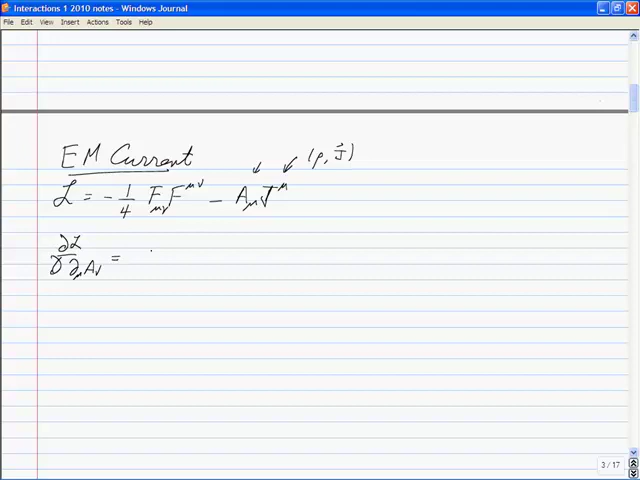 Interactions 1 2010 notes - Windows Journal
File Edit View Insert Actions Tools Help
EM Current
(ρ, J⃗)
ℒ = - 1/4 F_μν F^μν - A_μ J^μ
∂ℒ/∂ ∂_μ A_ν =
3 / 17